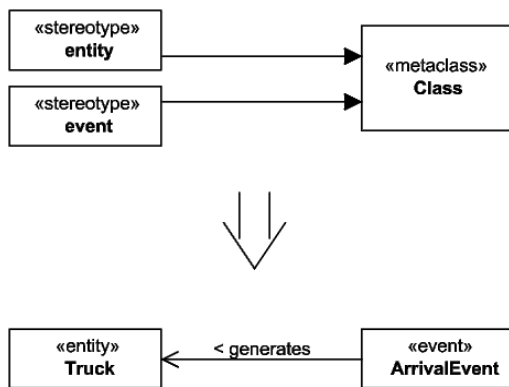 «stereotype»
entity
«metaclass»
Class
«stereotype»
event
«entity»
Truck
< generates
«event»
ArrivalEvent